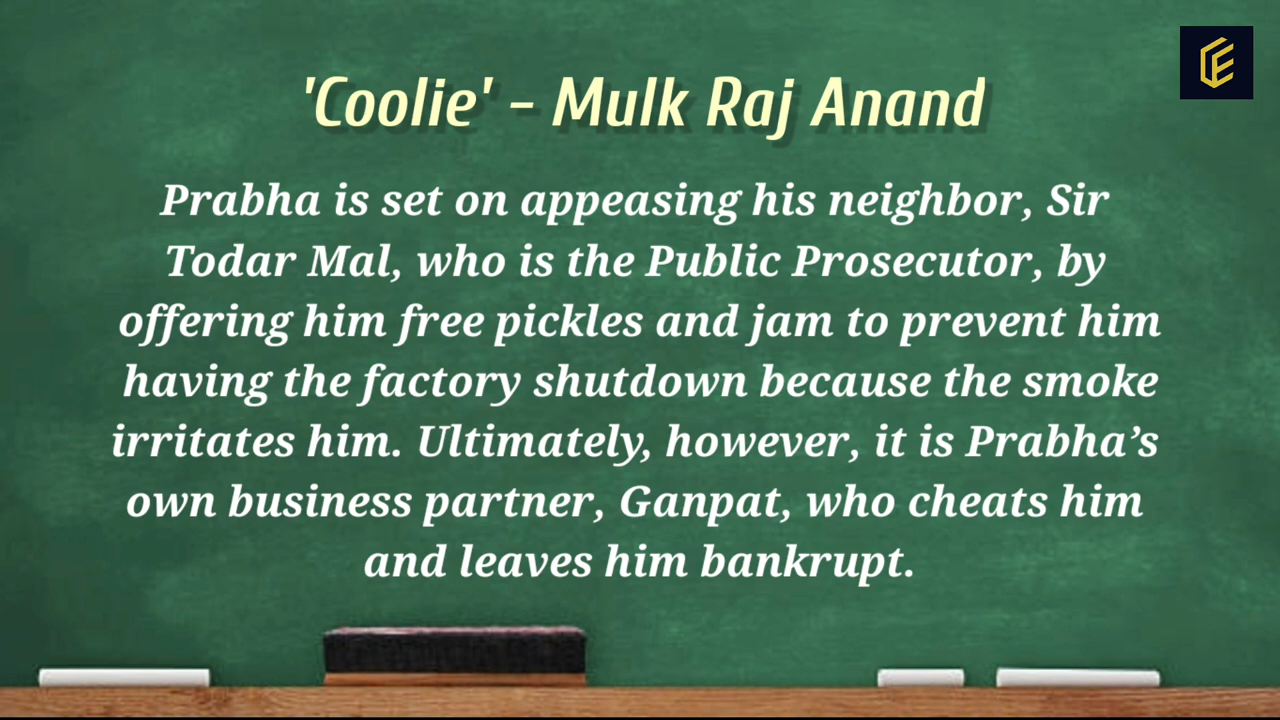 'Coolie' - Mulk Raj Anand
Prabha is set on appeasing his neighbor, Sir
Todar Mal, who is the Public Prosecutor, by
offering him free pickles and jam to prevent him
having the factory shutdown because the smoke
irritates him. Ultimately, however, it is Prabha’s
own business partner, Ganpat, who cheats him
and leaves him bankrupt.